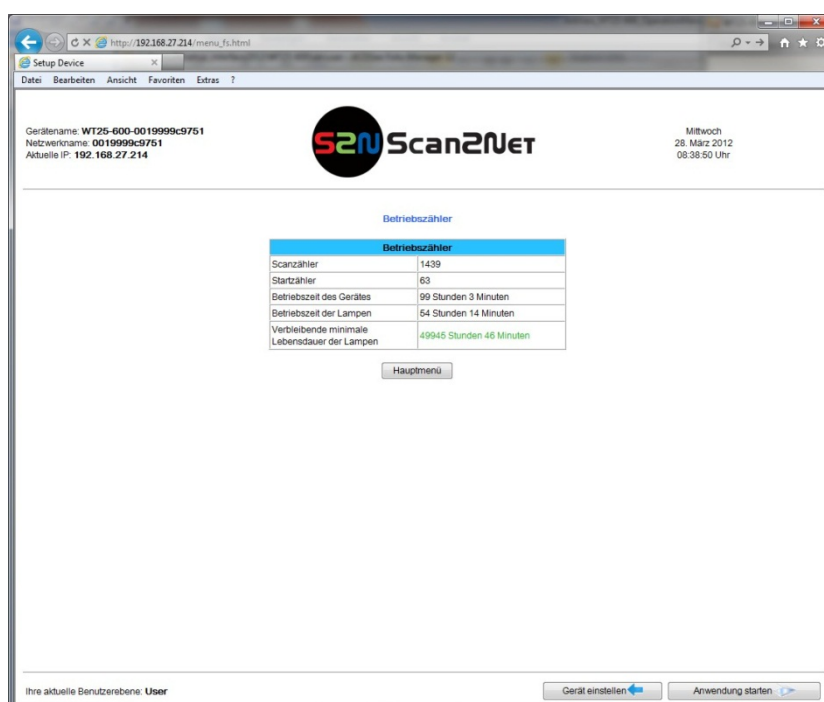 http://192.168.27.214/menu_fs.html
Setup Device
Datei Bearbeiten Ansicht Favoriten Extras ?
Gerätename: WT25-600-0019999c9751
Netzwerkname: 0019999c9751
Aktuelle IP: 192.168.27.214
S2N Scan2Net
Mittwoch
28. März 2012
08:38:50 Uhr
Betriebszähler
Betriebszähler
Scanzähler 1439
Startzähler 63
Betriebszeit des Gerätes 99 Stunden 3 Minuten
Betriebszeit der Lampen 54 Stunden 14 Minuten
Verbleibende minimale
Lebensdauer der Lampen 49945 Stunden 46 Minuten
Hauptmenü
Ihre aktuelle Benutzerebene: User
Gerät einstellen
Anwendung starten